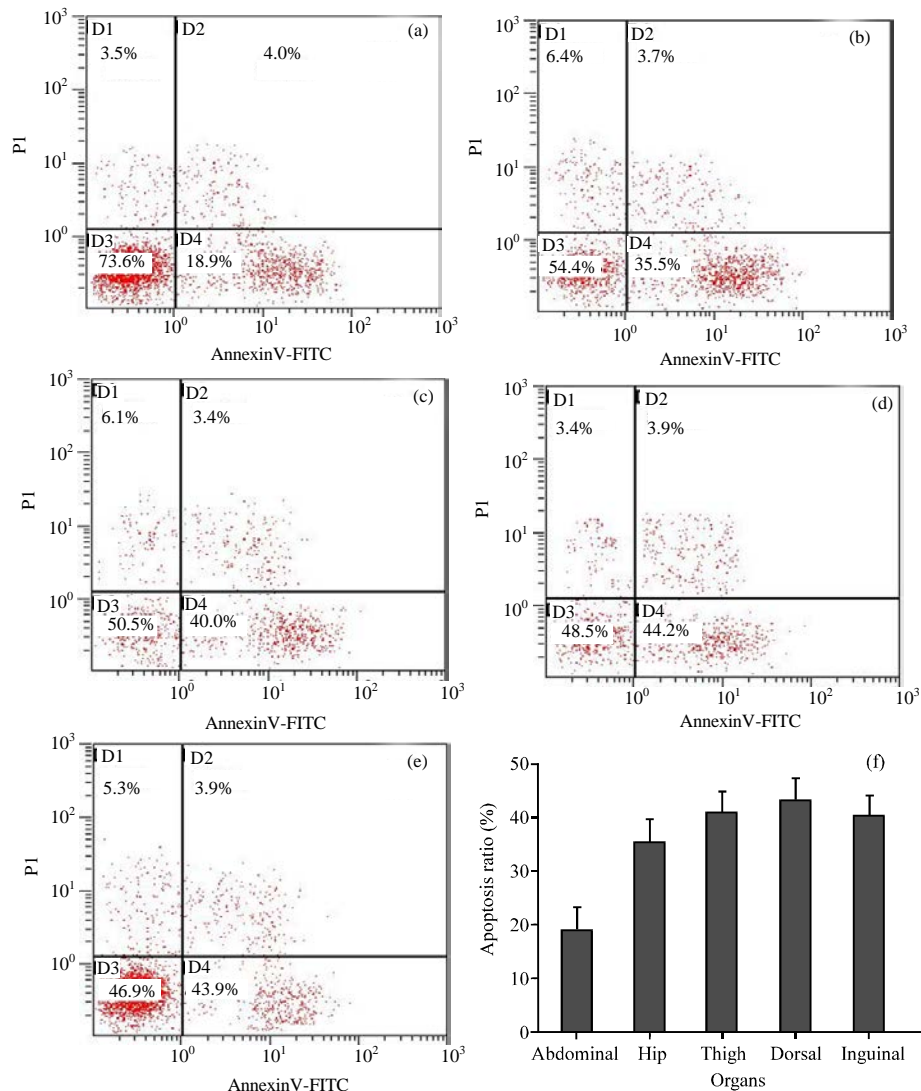 (a)
D1
D2
3.5%
4.0%
D3
D4
73.6%
18.9%
10³
10²
10¹
10⁰
P1
10⁰
10¹
10²
10³
AnnexinV-FITC
(b)
D1
D2
6.4%
3.7%
D3
D4
54.4%
35.5%
10³
10²
10¹
10⁰
P1
10⁰
10¹
10²
10³
AnnexinV-FITC
(c)
D1
D2
6.1%
3.4%
D3
D4
50.5%
40.0%
10³
10²
10¹
10⁰
P1
10⁰
10¹
10²
10³
AnnexinV-FITC
(d)
D1
D2
3.4%
3.9%
D3
D4
48.5%
44.2%
10³
10²
10¹
10⁰
P1
10⁰
10¹
10²
10³
AnnexinV-FITC
(e)
D1
D2
5.3%
3.9%
D3
D4
46.9%
43.9%
10³
10²
10¹
10⁰
P1
10⁰
10¹
10²
10³
AnnexinV-FITC
(f)
50
40
30
20
10
0
Apoptosis ratio (%)
Abdominal Hip Thigh Dorsal Inguinal
Organs